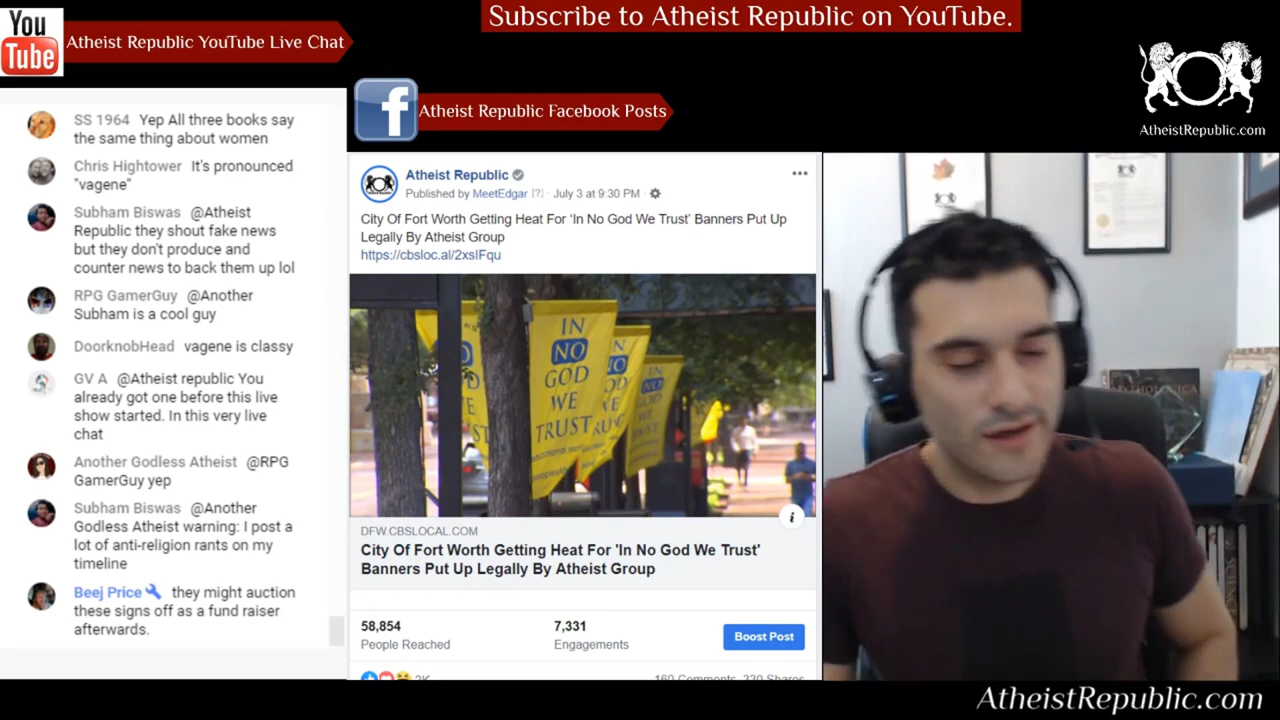 Subscribe to Atheist Republic on YouTube.
You
Tube
Atheist Republic YouTube Live Chat
AtheistRepublic.com
Atheist Republic Facebook Posts
SS 1964 Yep All three books say
the same thing about women
Chris Hightower It's pronounced
"vagene"
Subham Biswas @Atheist
Republic they shout fake news
but they don't produce and
counter news to back them up lol
RPG GamerGuy @Another
Subham is a cool guy
DoorknobHead vagene is classy
GV A @Atheist republic You
already got one before this live
show started. In this very live
chat
Another Godless Atheist @RPG
GamerGuy yep
Subham Biswas @Another
Godless Atheist warning: I post a
lot of anti-religion rants on my
timeline
Beej Price they might auction
these signs off as a fund raiser
afterwards.
Atheist Republic
Published by MeetEdgar [?] · July 3 at 9:30 PM
City Of Fort Worth Getting Heat For 'In No God We Trust' Banners Put Up
Legally By Atheist Group
https://cbsloc.al/2xsIFqu
IN
NO
GOD
WE
TRUST
DFW.CBSLOCAL.COM
City Of Fort Worth Getting Heat For 'In No God We Trust'
Banners Put Up Legally By Atheist Group
58,854
People Reached
7,331
Engagements
Boost Post
2K
160 Comments 320 Shares
AtheistRepublic.com